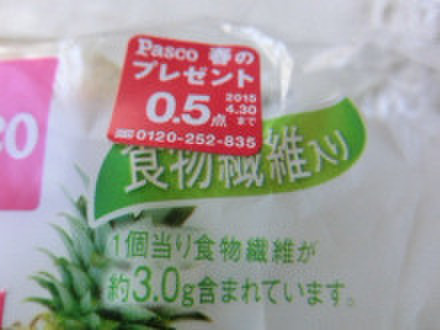 Pasco 春の
プレゼント
0.5点 2015 4.30 まで
0120-252-835
co
食物繊維入り
1個当り食物繊維が
約3.0g含まれています。